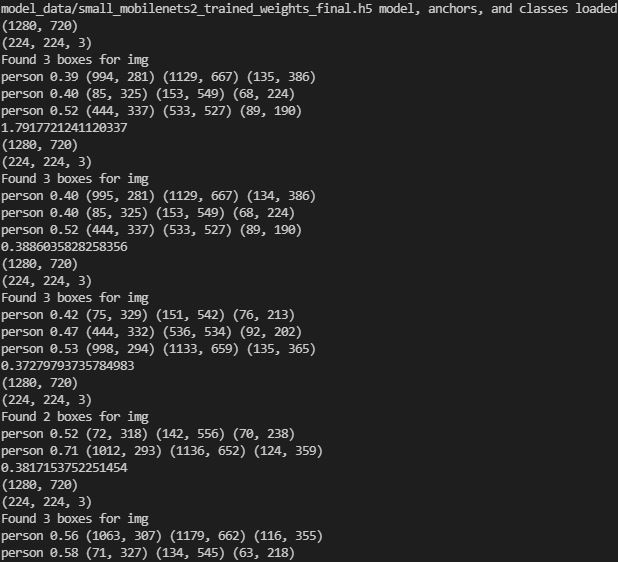 model_data/small_mobilenets2_trained_weights_final.h5 model, anchors, and classes loaded
(1280, 720)
(224, 224, 3)
Found 3 boxes for img
person 0.39 (994, 281) (1129, 667) (135, 386)
person 0.40 (85, 325) (153, 549) (68, 224)
person 0.52 (444, 337) (533, 527) (89, 190)
1.7917721241120337
(1280, 720)
(224, 224, 3)
Found 3 boxes for img
person 0.40 (995, 281) (1129, 667) (134, 386)
person 0.40 (85, 325) (153, 549) (68, 224)
person 0.52 (444, 337) (533, 527) (89, 190)
0.3886035828258356
(1280, 720)
(224, 224, 3)
Found 3 boxes for img
person 0.42 (75, 329) (151, 542) (76, 213)
person 0.47 (444, 332) (536, 534) (92, 202)
person 0.53 (998, 294) (1133, 659) (135, 365)
0.37279793735784983
(1280, 720)
(224, 224, 3)
Found 2 boxes for img
person 0.52 (72, 318) (142, 556) (70, 238)
person 0.71 (1012, 293) (1136, 652) (124, 359)
0.3817153752251454
(1280, 720)
(224, 224, 3)
Found 3 boxes for img
person 0.56 (1063, 307) (1179, 662) (116, 355)
person 0.58 (71, 327) (134, 545) (63, 218)